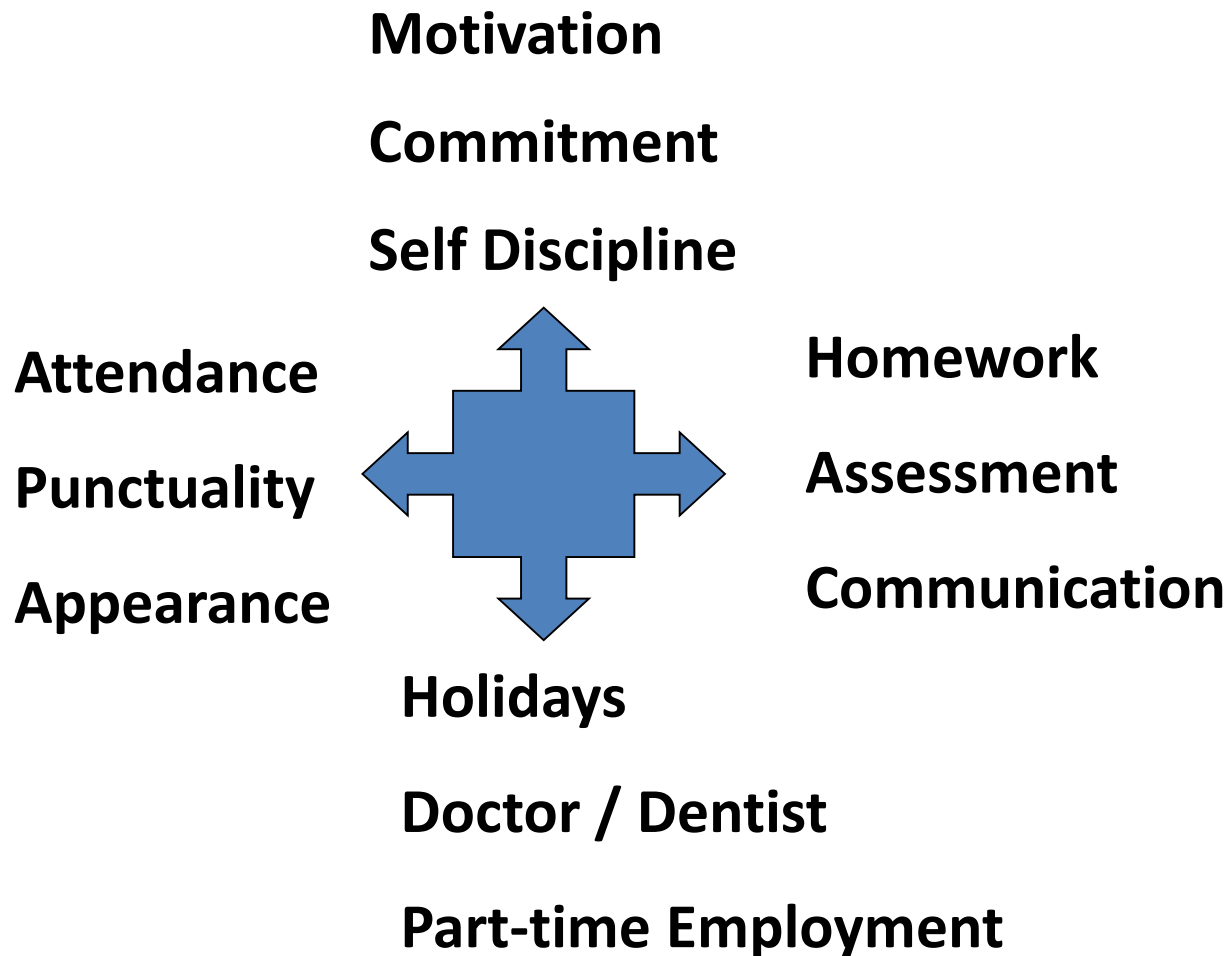 Motivation
Commitment
Self Discipline
Attendance
Punctuality
Appearance
Homework
Assessment
Communication
Holidays
Doctor / Dentist
Part-time Employment